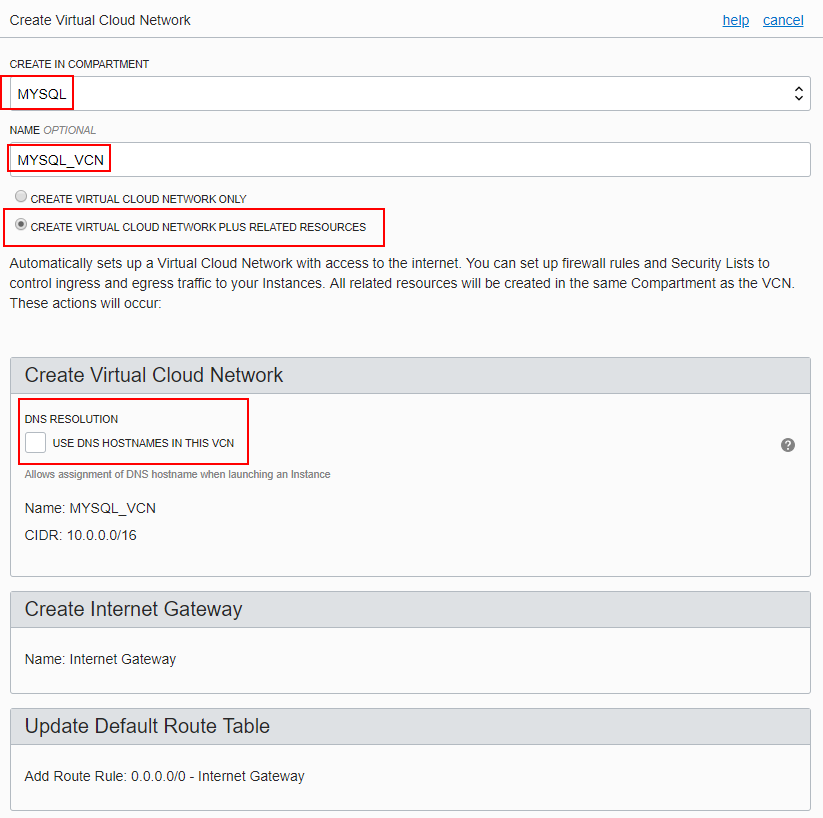 Create Virtual Cloud Network help cancel
CREATE IN COMPARTMENT
MYSQL
NAME OPTIONAL
MYSQL_VCN
CREATE VIRTUAL CLOUD NETWORK ONLY
CREATE VIRTUAL CLOUD NETWORK PLUS RELATED RESOURCES
Automatically sets up a Virtual Cloud Network with access to the internet. You can set up firewall rules and Security Lists to
control ingress and egress traffic to your Instances. All related resources will be created in the same Compartment as the VCN.
These actions will occur:
Create Virtual Cloud Network
DNS RESOLUTION
USE DNS HOSTNAMES IN THIS VCN
?
Allows assignment of DNS hostname when launching an Instance
Name: MYSQL_VCN
CIDR: 10.0.0.0/16
Create Internet Gateway
Name: Internet Gateway
Update Default Route Table
Add Route Rule: 0.0.0.0/0 - Internet Gateway